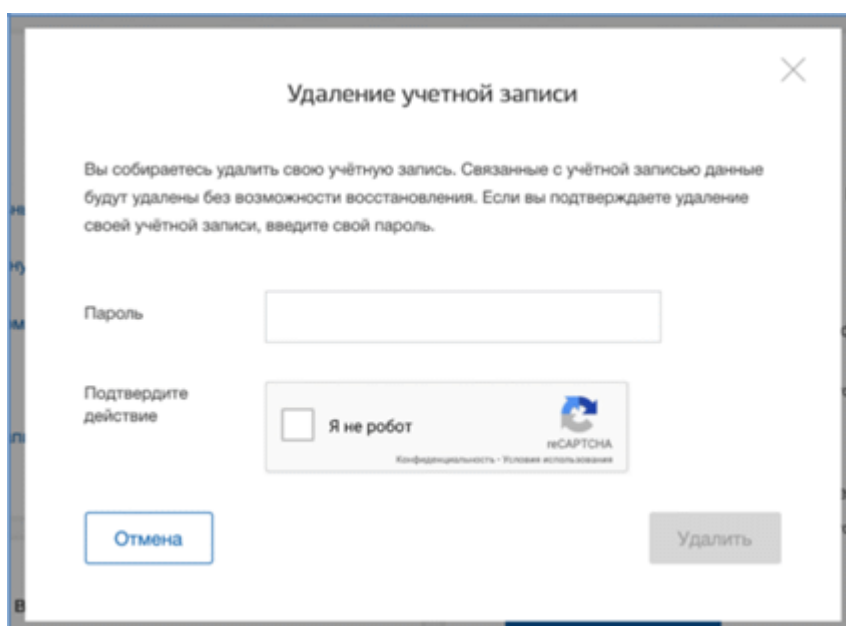 Удаление учетной записи
Вы собираетесь удалить свою учётную запись. Связанные с учётной записью данные
будут удалены без возможности восстановления. Если вы подтверждаете удаление
своей учётной записи, введите свой пароль.
Пароль
Подтвердите
действие
Я не робот
reCAPTCHA
Конфиденциальность - Условия использования
Отмена
Удалить